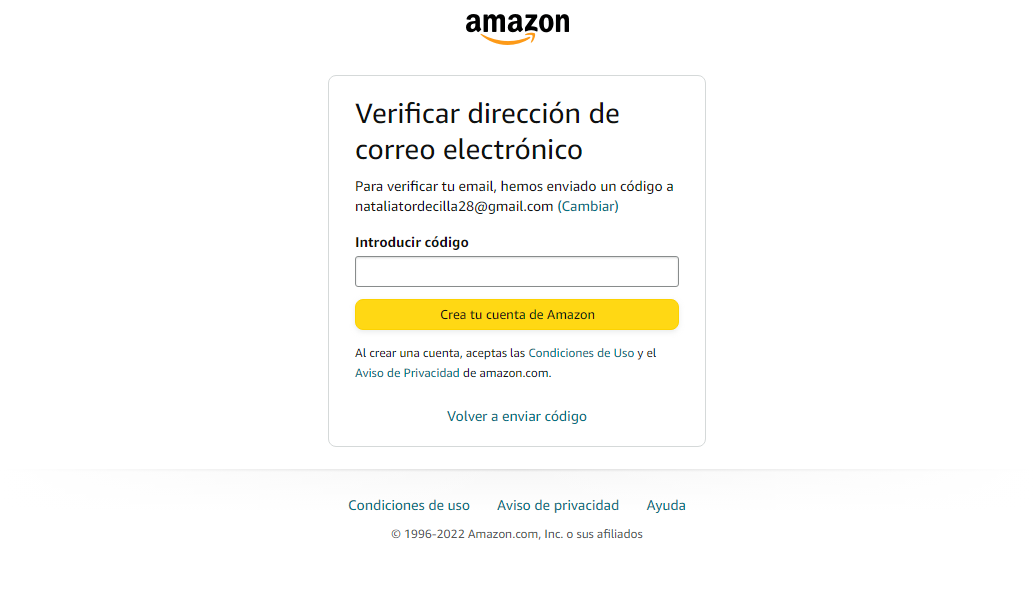 amazon
Verificar dirección de
correo electrónico
Para verificar tu email, hemos enviado un código a
nataliatordecilla28@gmail.com (Cambiar)
Introducir código
Crea tu cuenta de Amazon
Al crear una cuenta, aceptas las Condiciones de Uso y el
Aviso de Privacidad de amazon.com.
Volver a enviar código
Condiciones de uso Aviso de privacidad Ayuda
© 1996-2022 Amazon.com, Inc. o sus afiliados